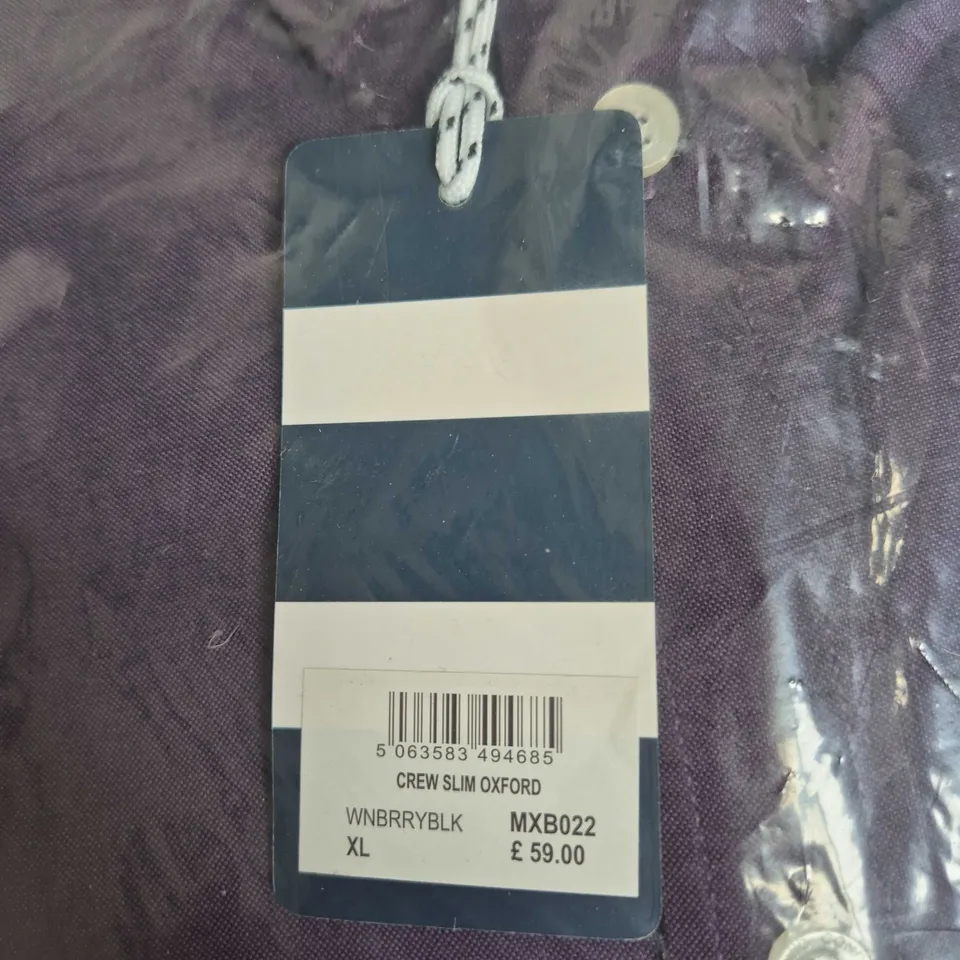 5 063583 494685
CREW SLIM OXFORD
WNBRRYBLK MXB022
XL £ 59.00